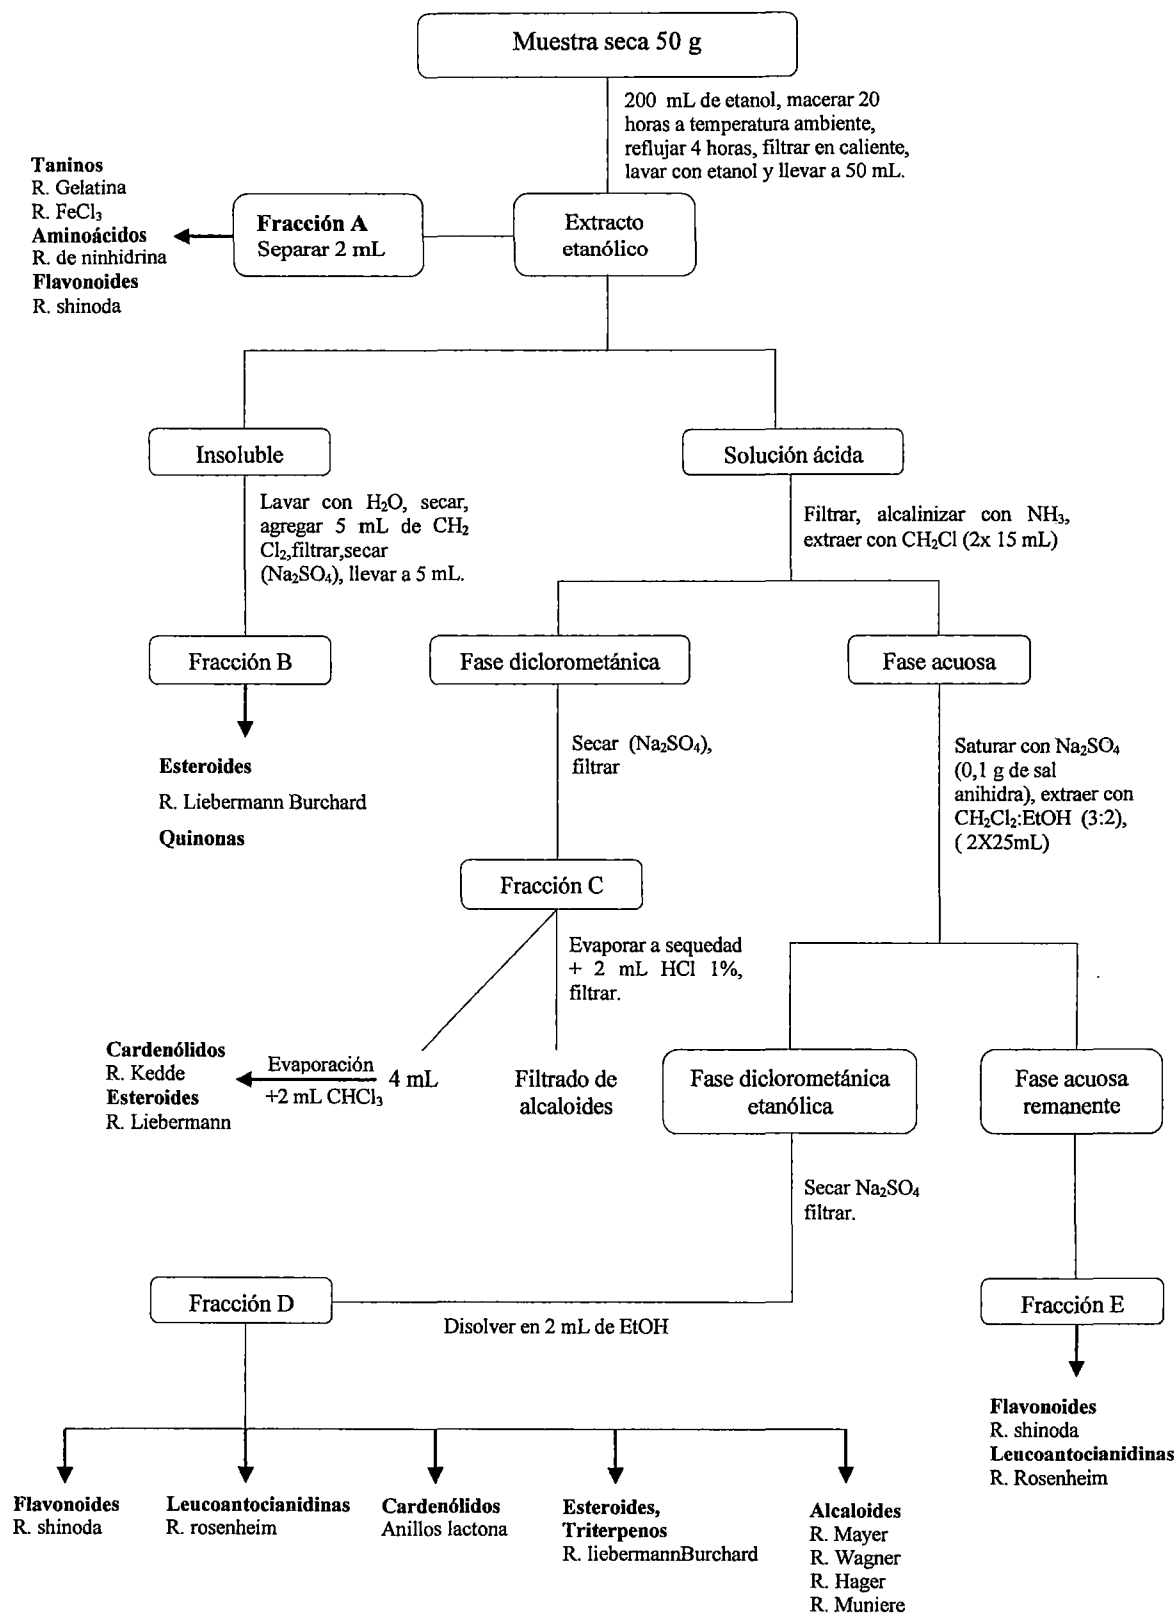 Muestra seca 50 g
200 mL de etanol, macerar 20
horas a temperatura ambiente,
reflujar 4 horas, filtrar en caliente,
lavar con etanol y llevar a 50 mL.
Taninos
R. Gelatina
R. FeCl₃
Aminoácidos
R. de ninhidrina
Flavonoides
R. shinoda
Fracción A
Separar 2 mL
Extracto
etanólico
Insoluble
Solución ácida
Lavar con H₂O, secar,
agregar 5 mL de CH₂
Cl₂,filtrar,secar
(Na₂SO₄), llevar a 5 mL.
Filtrar, alcalinizar con NH₃,
extraer con CH₂Cl (2x 15 mL)
Fracción B
Fase diclorometánica
Fase acuosa
Esteroides
R. Liebermann Burchard
Quinonas
Secar (Na₂SO₄),
filtrar
Saturar con Na₂SO₄
(0,1 g de sal
anihidra), extraer con
CH₂Cl₂:EtOH (3:2),
( 2X25mL)
Fracción C
Evaporar a sequedad
+ 2 mL HCl 1%,
filtrar.
Cardenólidos
R. Kedde
Esteroides
R. Liebermann
Evaporación
+2 mL CHCl₃
4 mL
Filtrado de
alcaloides
Fase diclorometánica
etanólica
Fase acuosa
remanente
Secar Na₂SO₄
filtrar.
Fracción D
Disolver en 2 mL de EtOH
Fracción E
Flavonoides
R. shinoda
Leucoantocianidinas
R. Rosenheim
Flavonoides
R. shinoda
Leucoantocianidinas
R. rosenheim
Cardenólidos
Anillos lactona
Esteroides,
Triterpenos
R. liebermannBurchard
Alcaloides
R. Mayer
R. Wagner
R. Hager
R. Muniere